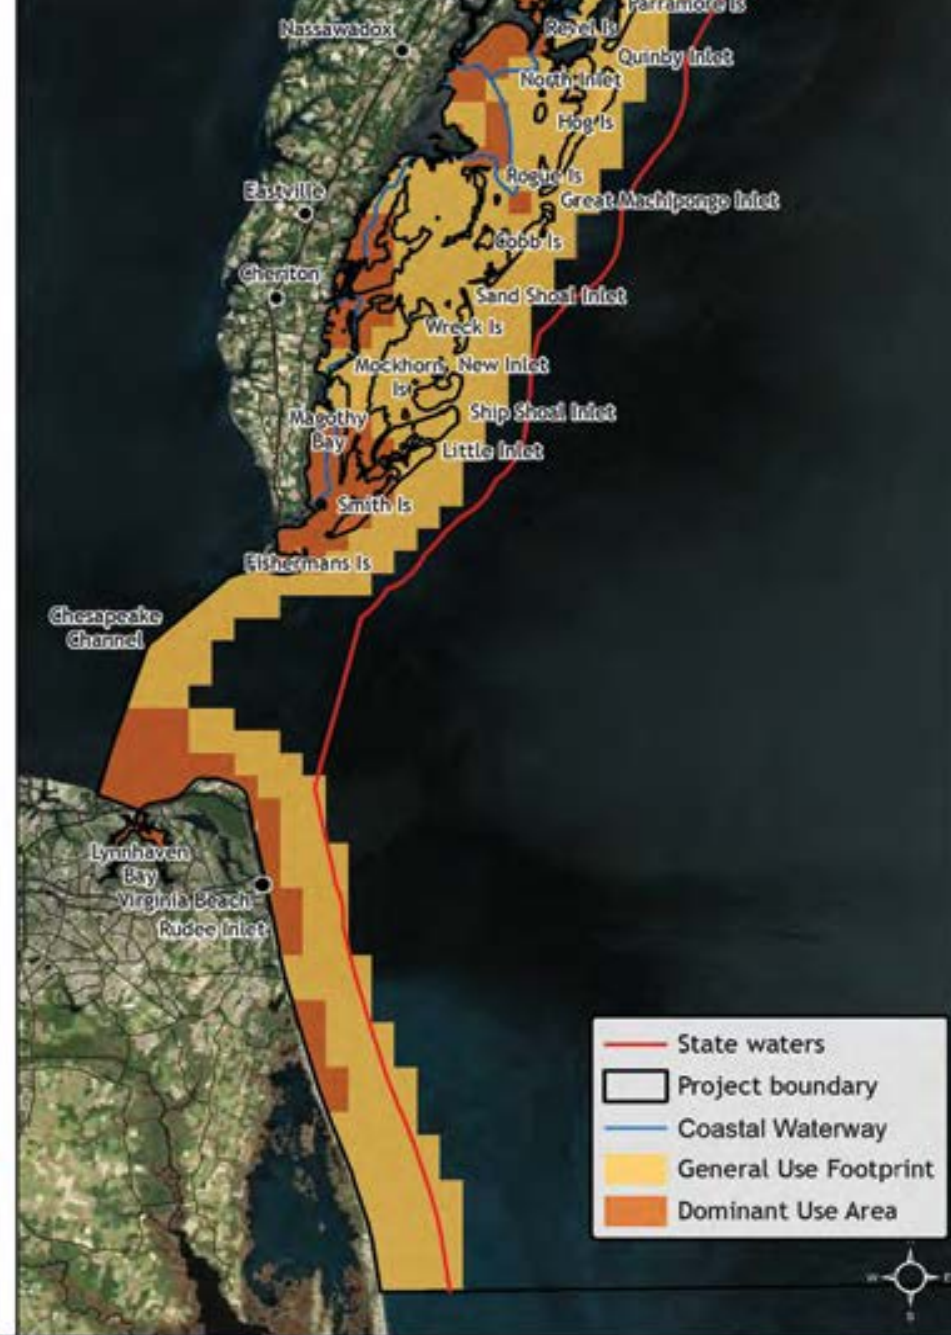 Parramore Is
Nassawadox
Revel Is
Quinby Inlet
North Inlet
Hog Is
Rogue Is
Eastville
Great Machipongo Inlet
Cobb Is
Cheriton
Sand Shoal Inlet
Wreck Is
Mockhorn
Is
New Inlet
Magothy
Bay
Ship Shoal Inlet
Little Inlet
Smith Is
Fishermans Is
Chesapeake
Channel
Lynnhaven
Bay
Virginia Beach
Rudee Inlet
State waters
Project boundary
Coastal Waterway
General Use Footprint
Dominant Use Area
W
E
S